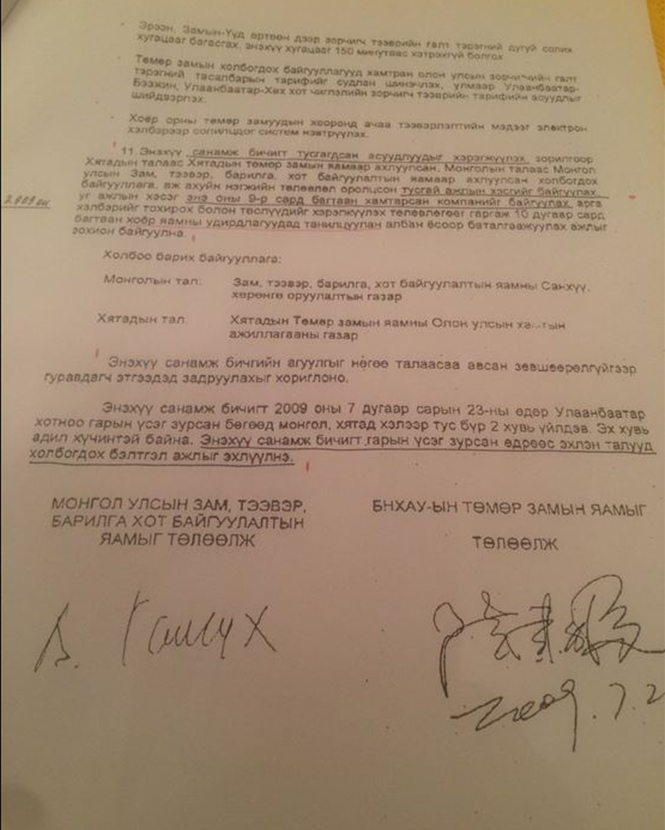 - Эрээн, Замын-Үүд өртөөн дээр зорчигч тээврийн галт тэрэгний дугуй солих
хугацааг багасгах, энэхүү хугацааг 150 минутаас хэтрэхгүй болгох
- Төмөр замын холбогдох байгууллагууд хамтран олон улсын зорчигчийн галт
тэрэгний тасалбарын тарифийг судлан шинэчлэх, улмаар Улаанбаатар-
Бээжин, Улаанбаатар-Хөх хот чиглэлийн зорчигч тээврийн тарифийн асуудлыг
шийдвэрлэх.
- Хоёр орны төмөр замуудын хооронд ачаа тээвэрлэлтийн мэдээг электрон
хэлбэрээр солилцдог систем нэвтрүүлэх.
11. Энэхүү санамж бичигт тусгагдсан асуудлуудыг хэрэгжүүлэх зорилгоор
Хятадын талаас Хятадын Төмөр замын яамаар ахлуулсан, Монголын талаас Монгол
улсын Зам, тээвэр, барилга, хот байгуулалтын яамаар ахлуулсан холбогдох
байгууллага, аж ахуйн нэгжийн төлөөлөл оролцсон тусгай ажлын хэсгийг байгуулах,
уг ажлын хэсэг энэ оны 9-р сард багтаан хамтарсан компанийг байгуулах арга
2009 он
хэлбэрийг тохирох болон төслүүдийг хэрэгжүүлэх төлөвлөгөөг гаргаж 10 дугаар сард
багтаан хоёр яамны удирдлагуудад танилцуулан албан ёсоор баталгаажуулах ажлыг
зохион байгуулна.
Холбоо барих байгууллага:
Монголын тал: Зам, тээвэр, барилга, хот байгуулалтын яамны Санхүү,
хөрөнгө оруулалтын газар
Хятадын тал: Хятадын Төмөр замын яамны Олон улсын хамтын
ажиллагааны газар
Энэхүү санамж бичгийн агуулгыг нөгөө талаасаа авсан зөвшөөрөлгүйгээр
гуравдагч этгээдэд задруулахыг хориглоно.
Энэхүү санамж бичигт 2009 оны 7 дугаар сарын 23-ны өдөр Улаанбаатар
хотноо гарын үсэг зурсан бөгөөд монгол, хятад хэлээр тус бүр 2 хувь үйлдэв. Эх хувь
адил хүчинтэй байна. Энэхүү санамж бичигт гарын үсэг зурсан өдрөөс эхлэн талууд
холбогдох бэлтгэл ажлыг эхлүүлнэ.
МОНГОЛ УЛСЫН ЗАМ, ТЭЭВЭР,
БАРИЛГА ХОТ БАЙГУУЛАЛТЫН
ЯАМЫГ ТӨЛӨӨЛЖ
БНХАУ-ЫН ТӨМӨР ЗАМЫН ЯАМЫГ
ТӨЛӨӨЛЖ
2009.7.2